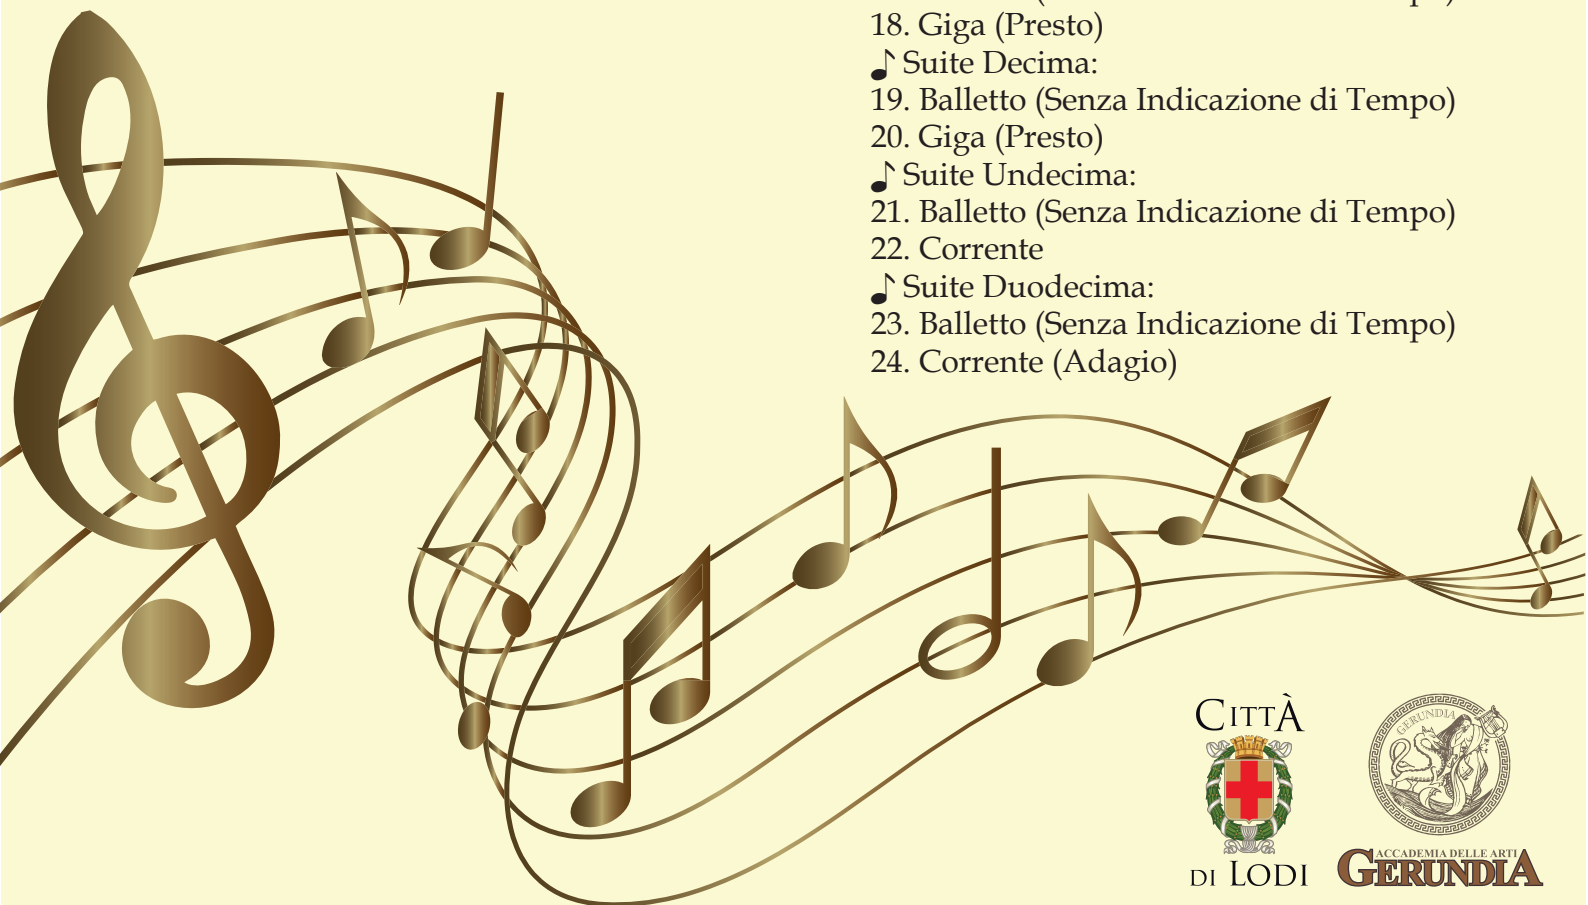 18. Giga (Presto)
Suite Decima:
19. Balletto (Senza Indicazione di Tempo)
20. Giga (Presto)
Suite Undecima:
21. Balletto (Senza Indicazione di Tempo)
22. Corrente
Suite Duodecima:
23. Balletto (Senza Indicazione di Tempo)
24. Corrente (Adagio)
CITTÀ
DI LODI
GERUNDIA
ACCADEMIA DELLE ARTI
GERUNDIA